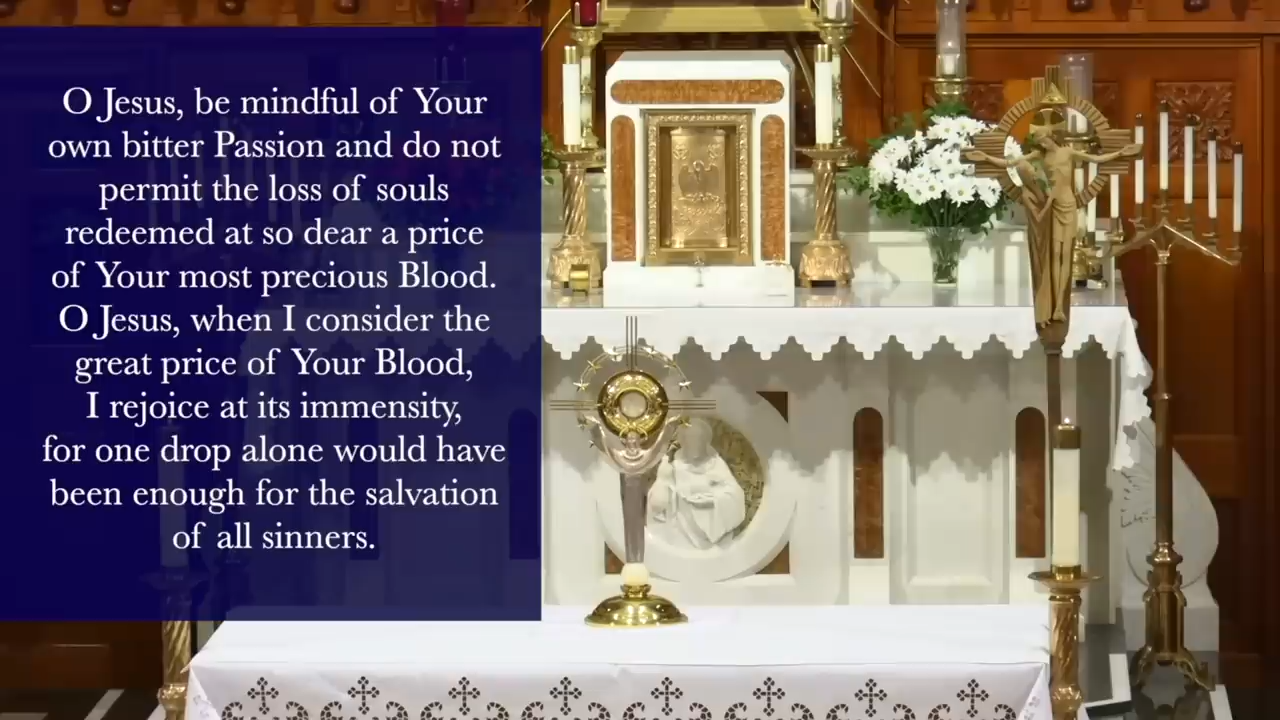 O Jesus, be mindful of Your
own bitter Passion and do not
permit the loss of souls
redeemed at so dear a price
of Your most precious Blood.
O Jesus, when I consider the
great price of Your Blood,
I rejoice at its immensity,
for one drop alone would have
been enough for the salvation
of all sinners.